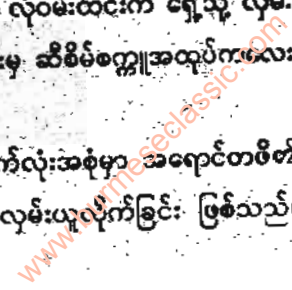 လုဝမ်းထင်းက ရှေ့သို့ လှမ်း
မှ ဆီစိမ်စက္ကူအထုပ်ကလေး
က်လုံးအစုံမှာ အရောင်တဖိတ်
လှမ်းယူလိုက်ခြင်း ဖြစ်သည်
www.burmeseclassic.com